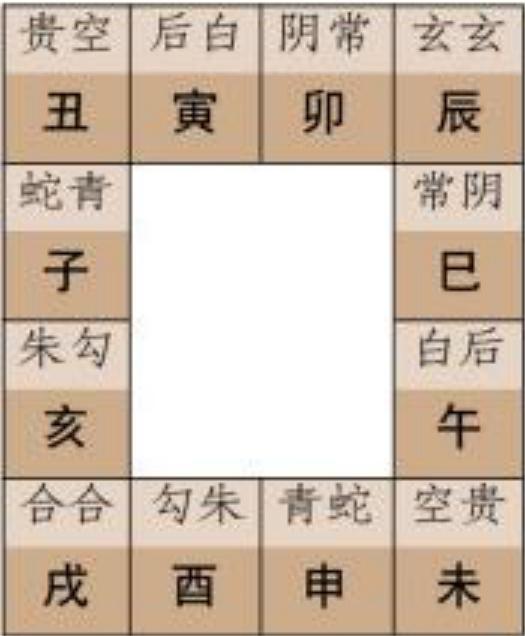 贵空 后白 阴常 玄玄
丑 寅 卯 辰
蛇青 常阴
子 巳
朱勾 白后
亥 午
合合 勾朱 青蛇 空贵
戌 酉 申 未